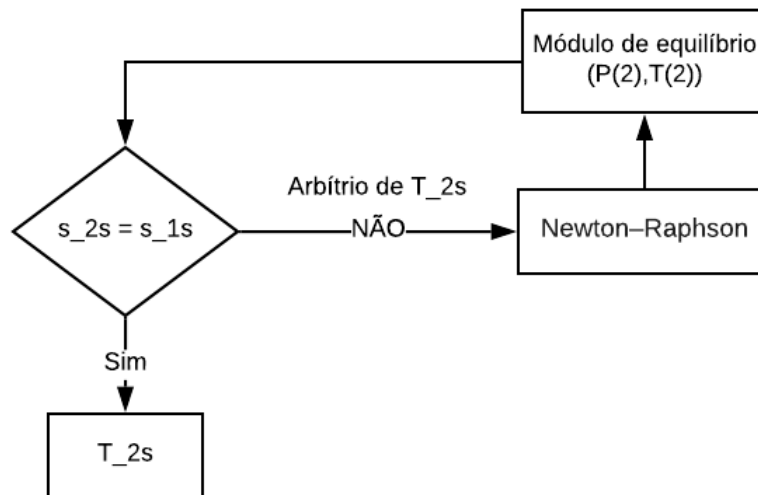 Módulo de equilíbrio
(P(2),T(2))
Arbítrio de T_2s
s_2s = s_1s
NÃO
Newton–Raphson
Sim
T_2s